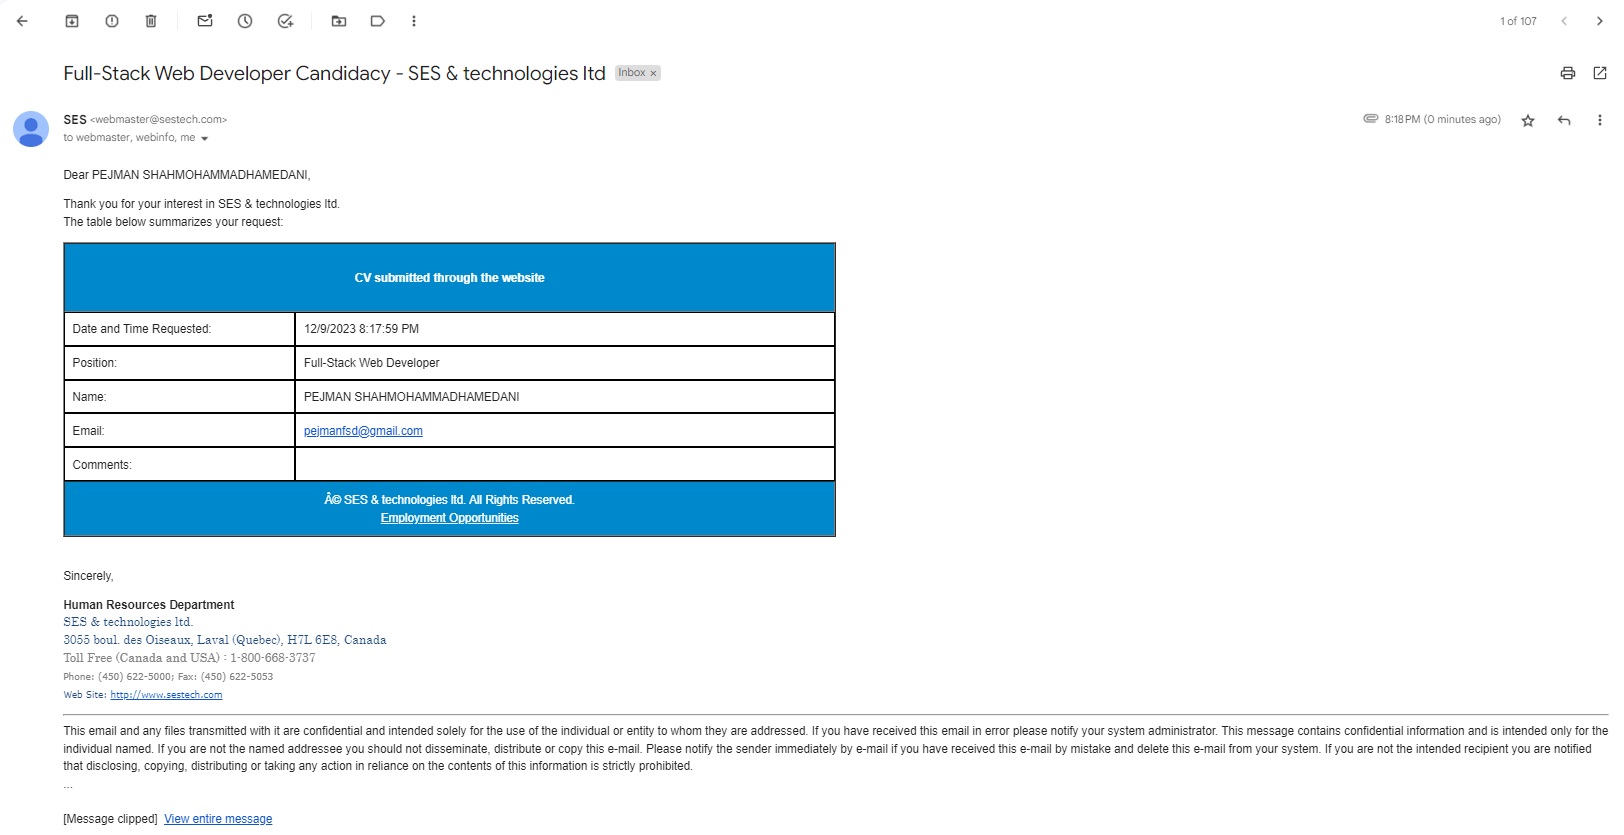 1 of 107
Full-Stack Web Developer Candidacy - SES & technologies ltd Inbox x
SES <webmaster@sestech.com>
8:18 PM (0 minutes ago)
to webmaster, webinfo, me
Dear PEJMAN SHAHMOHAMMADHAMEDANI,
Thank you for your interest in SES & technologies ltd.
The table below summarizes your request:
CV submitted through the website
Date and Time Requested: 12/9/2023 8:17:59 PM
Position: Full-Stack Web Developer
Name: PEJMAN SHAHMOHAMMADHAMEDANI
Email: pejmanfsd@gmail.com
Comments:
Â© SES & technologies ltd. All Rights Reserved.
Employment Opportunities
Sincerely,
Human Resources Department
SES & technologies ltd.
3055 boul. des Oiseaux, Laval (Quebec), H7L 6E8, Canada
Toll Free (Canada and USA) : 1-800-668-3737
Phone: (450) 622-5000; Fax: (450) 622-5053
Web Site: http://www.sestech.com
This email and any files transmitted with it are confidential and intended solely for the use of the individual or entity to whom they are addressed. If you have received this email in error please notify your system administrator. This message contains confidential information and is intended only for the
individual named. If you are not the named addressee you should not disseminate, distribute or copy this e-mail. Please notify the sender immediately by e-mail if you have received this e-mail by mistake and delete this e-mail from your system. If you are not the intended recipient you are notified
that disclosing, copying, distributing or taking any action in reliance on the contents of this information is strictly prohibited.
...
[Message clipped] View entire message